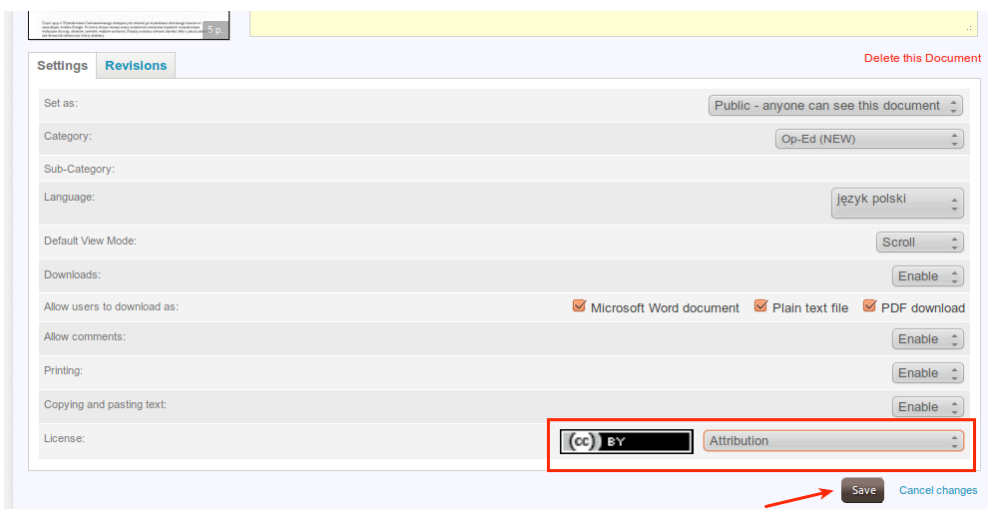 5 p.
Delete this Document
Settings Revisions
Set as: Public - anyone can see this document
Category: Op-Ed (NEW)
Sub-Category:
Language: język polski
Default View Mode: Scroll
Downloads: Enable
Allow users to download as: Microsoft Word document Plain text file PDF download
Allow comments: Enable
Printing: Enable
Copying and pasting text: Enable
License: (cc) BY Attribution
Save Cancel changes